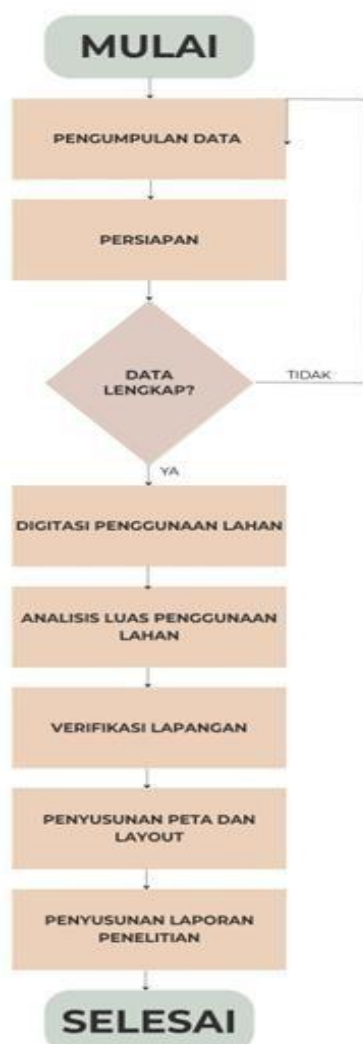 MULAI
PENGUMPULAN DATA
PERSIAPAN
DATA
LENGKAP?
TIDAK
YA
DIGITASI PENGGUNAAN LAHAN
ANALISIS LUAS PENGGUNAAN
LAHAN
VERIFIKASI LAPANGAN
PENYUSUNAN PETA DAN
LAYOUT
PENYUSUNAN LAPORAN
PENELITIAN
SELESAI